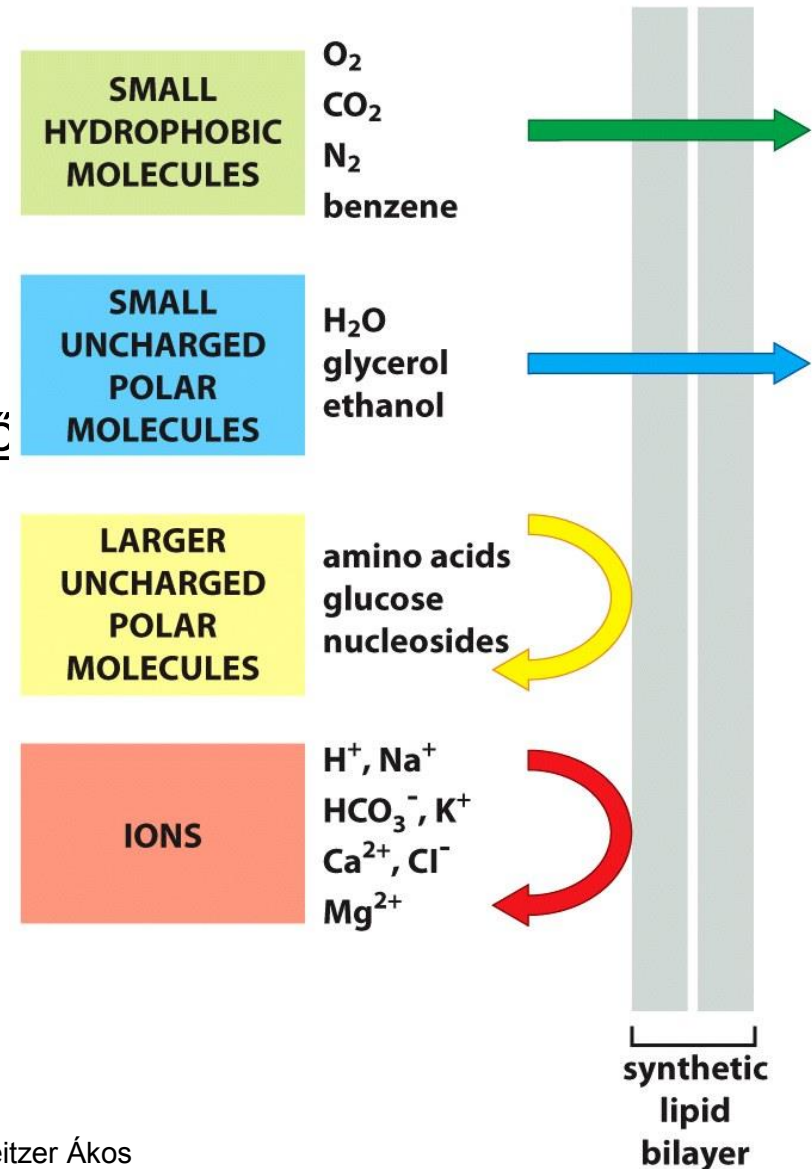 SMALL
HYDROPHOBIC
MOLECULES
O₂
CO₂
N₂
benzene
SMALL
UNCHARGED
POLAR
MOLECULES
H₂O
glycerol
ethanol
LARGER
UNCHARGED
POLAR
MOLECULES
amino acids
glucose
nucleosides
IONS
H⁺, Na⁺
HCO₃⁻, K⁺
Ca²⁺, Cl⁻
Mg²⁺
synthetic
lipid
bilayer
Ákos